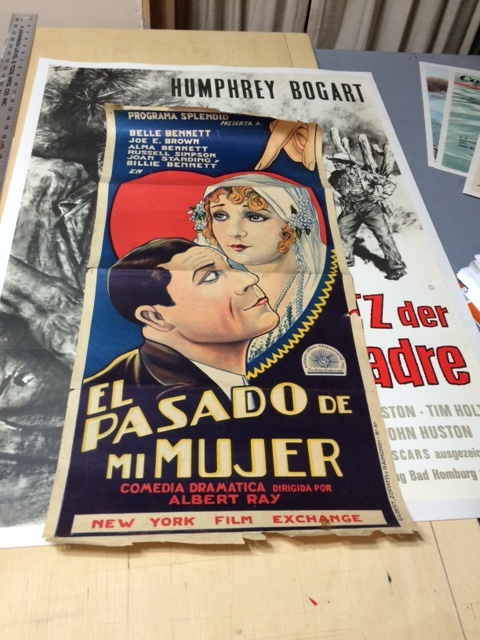 HUMPHREY BOGART
PROGRAMA SPLENDID
PRESENTA A:
BELLE BENNETT
JOE E. BROWN
ALMA BENNETT
RUSSELL SIMPSON
JOAN STANDING Y
BILLIE BENNETT
EN
EL
PASADO DE
MI MUJER
COMEDIA DRAMATICA DIRIGIDA POR
ALBERT RAY
NEW YORK FILM EXCHANGE
TZ der
adre
STON - TIM HOLT
OHN HUSTON
SCARS ausgezei
g Bad Homburg